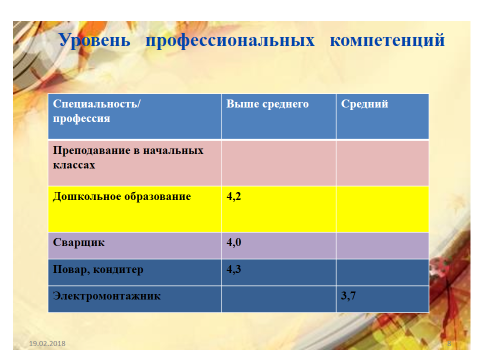 Уровень профессиональных компетенций
Специальность/ Выше среднего Средний
профессия
Преподавание в начальных
классах
Дошкольное образование 4,2
Сварщик 4,0
Повар, кондитер 4,3
Электромонтажник 3,7
19.02.2018